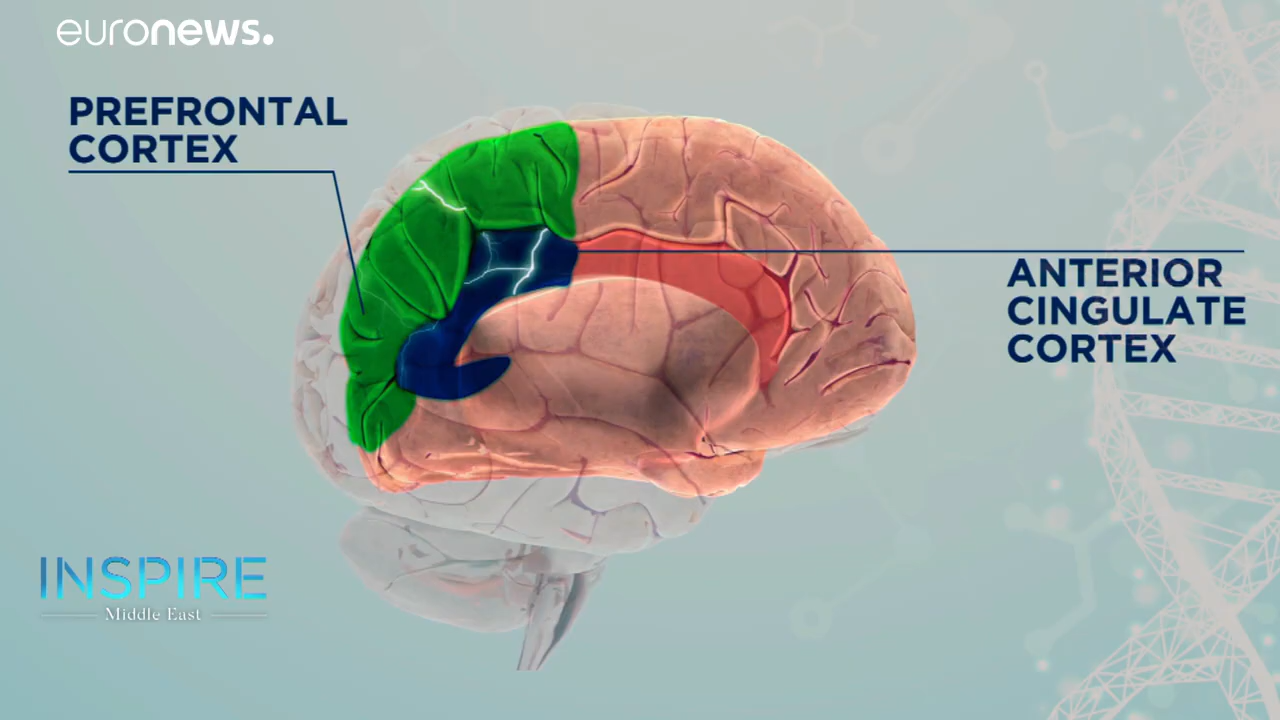 euronews.
PREFRONTAL
CORTEX
ANTERIOR
CINGULATE
CORTEX
INSPIRE
Middle East